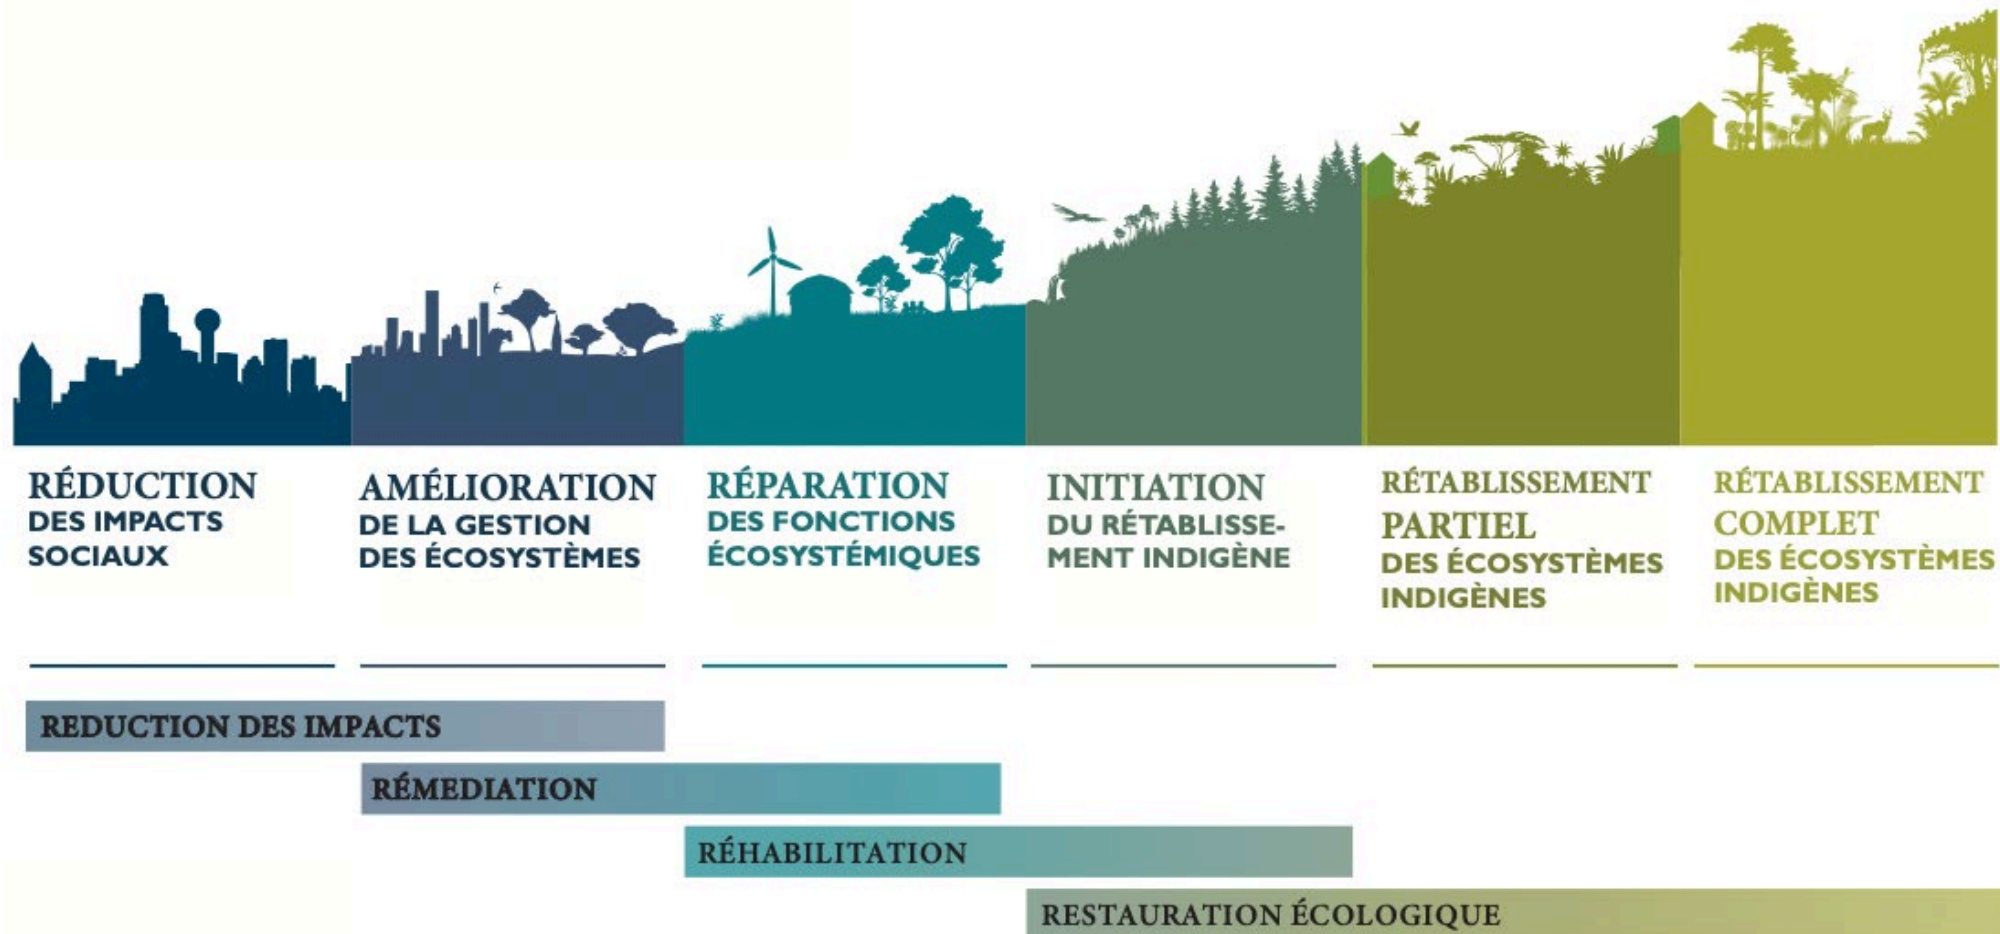 RÉDUCTION
DES IMPACTS
SOCIAUX
AMÉLIORATION
DE LA GESTION
DES ÉCOSYSTÈMES
RÉPARATION
DES FONCTIONS
ÉCOSYSTÉMIQUES
INITIATION
DU RÉTABLISSE-
MENT INDIGÈNE
RÉTABLISSEMENT
PARTIEL
DES ÉCOSYSTÈMES
INDIGÈNES
RÉTABLISSEMENT
COMPLET
DES ÉCOSYSTÈMES
INDIGÈNES
REDUCTION DES IMPACTS
RÉMEDIATION
RÉHABILITATION
RESTAURATION ÉCOLOGIQUE